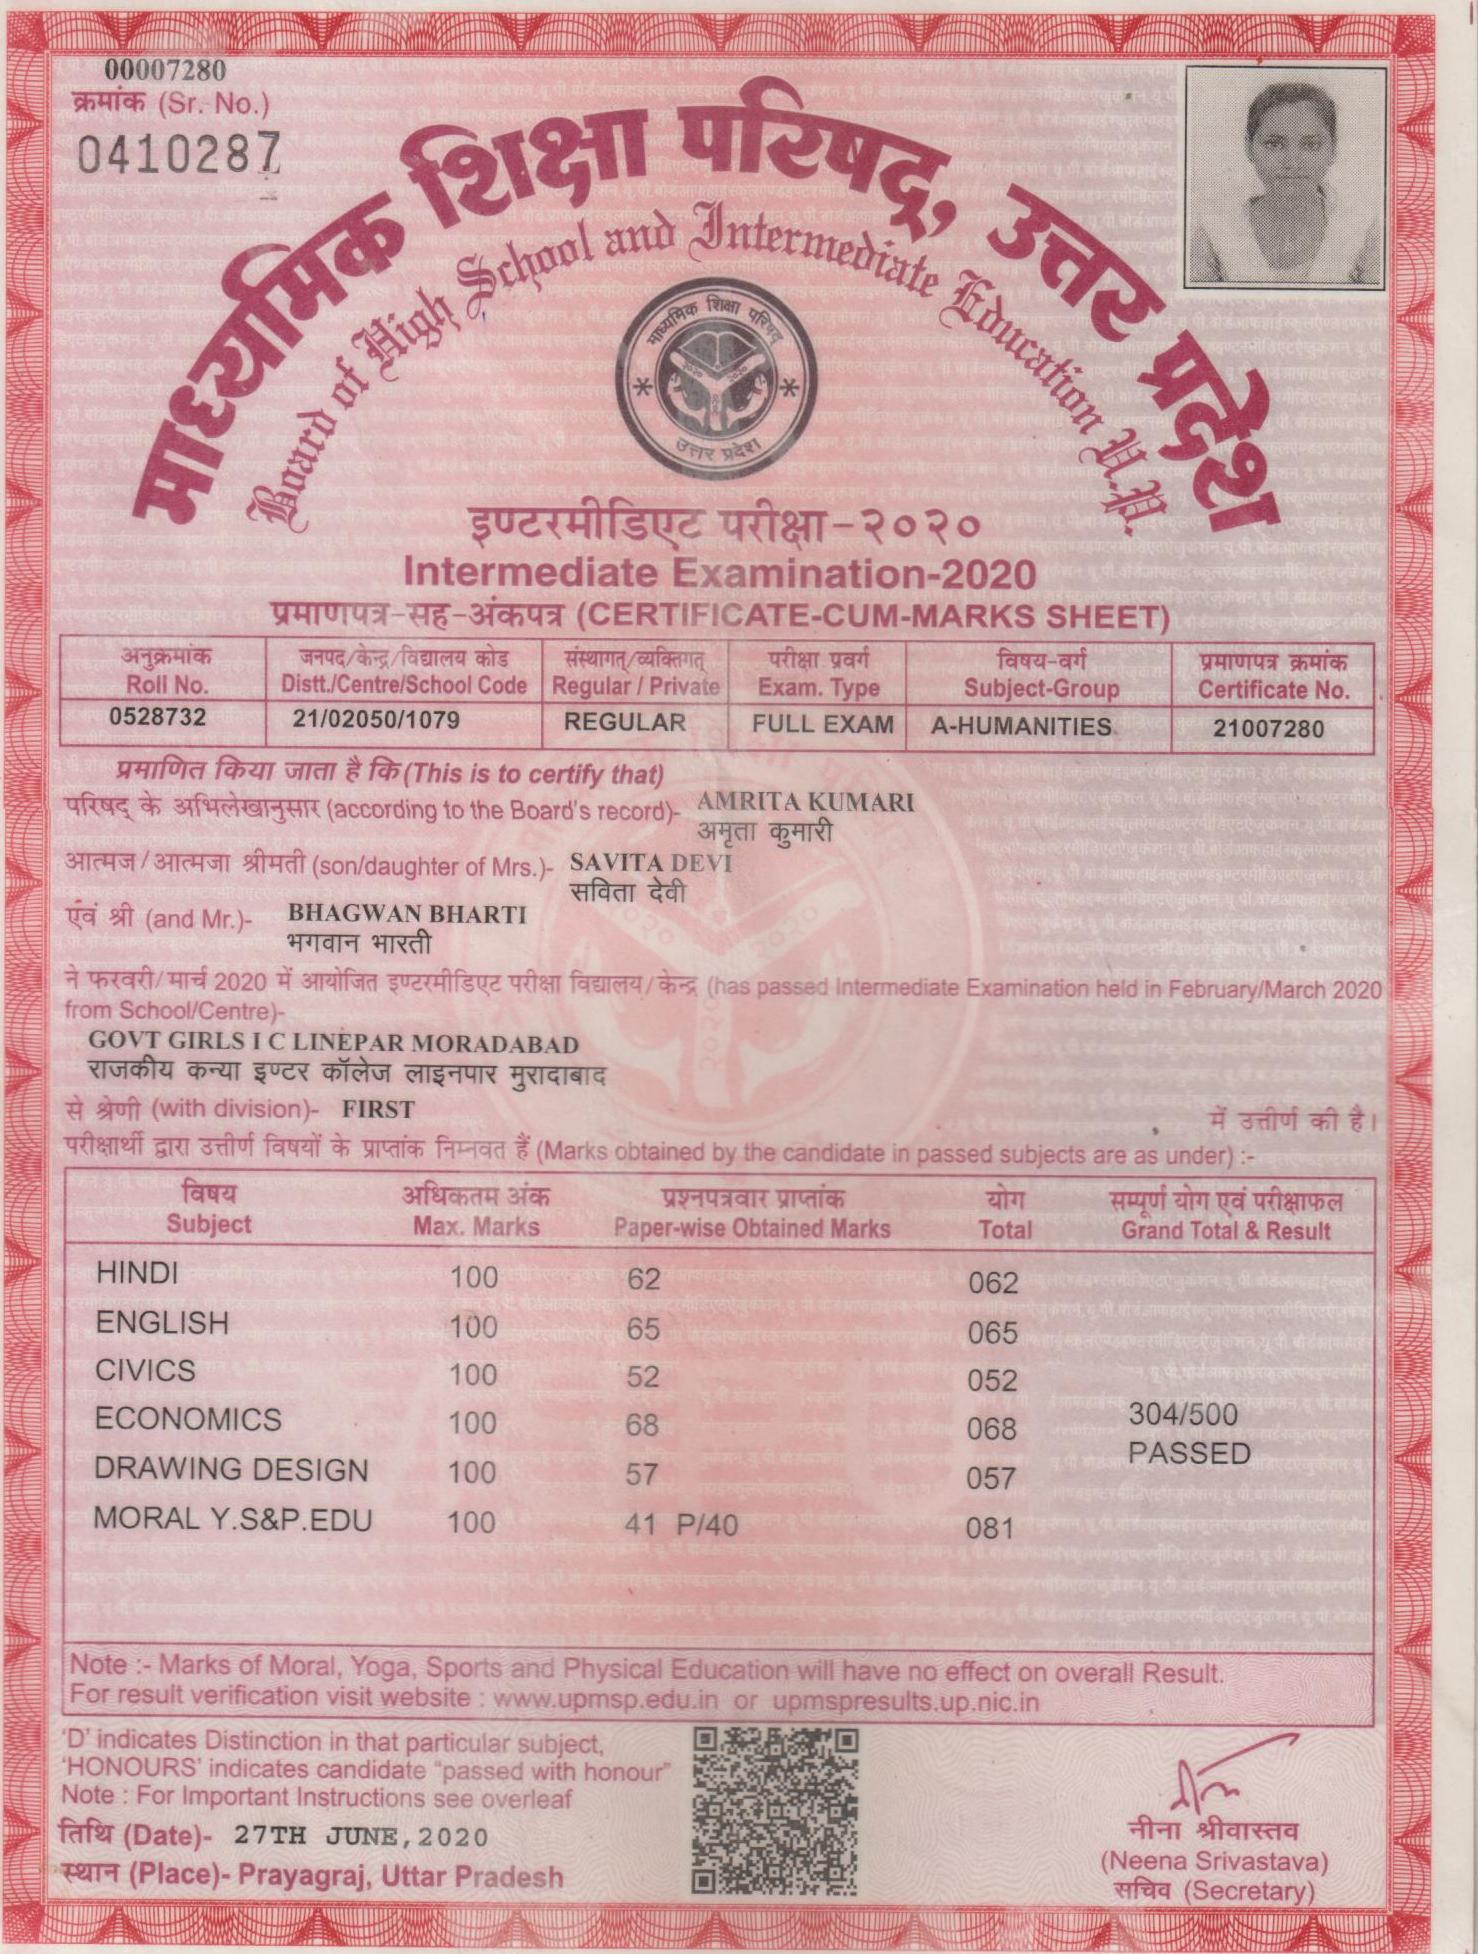 00007280
क्रमांक (Sr. No.)
0410287
माध्यमिक शिक्षा परिषद्, उत्तर प्रदेश
Board of High School and Intermediate Education U.P.
माध्यमिक शिक्षा परिषद्
उत्तर प्रदेश
इण्टरमीडिएट परीक्षा-२०२०
Intermediate Examination-2020
प्रमाणपत्र-सह-अंकपत्र (CERTIFICATE-CUM-MARKS SHEET)
अनुक्रमांक जनपद/केन्द्र/विद्यालय कोड संस्थागत्/व्यक्तिगत् परीक्षा प्रवर्ग विषय-वर्ग प्रमाणपत्र क्रमांक
Roll No. Distt./Centre/School Code Regular / Private Exam. Type Subject-Group Certificate No.
0528732 21/02050/1079 REGULAR FULL EXAM A-HUMANITIES 21007280
प्रमाणित किया जाता है कि (This is to certify that)
परिषद् के अभिलेखानुसार (according to the Board's record)- AMRITA KUMARI
अमृता कुमारी
आत्मज/आत्मजा श्रीमती (son/daughter of Mrs.)- SAVITA DEVI
सविता देवी
एवं श्री (and Mr.)- BHAGWAN BHARTI
भगवान भारती
ने फरवरी/मार्च 2020 में आयोजित इण्टरमीडिएट परीक्षा विद्यालय/केन्द्र (has passed Intermediate Examination held in February/March 2020
from School/Centre)-
GOVT GIRLS I C LINEPAR MORADABAD
राजकीय कन्या इण्टर कॉलेज लाइनपार मुरादाबाद
से श्रेणी (with division)- FIRST में उत्तीर्ण की है।
परीक्षार्थी द्वारा उत्तीर्ण विषयों के प्राप्तांक निम्नवत हैं (Marks obtained by the candidate in passed subjects are as under) :-
विषय अधिकतम अंक प्रश्नपत्रवार प्राप्तांक योग सम्पूर्ण योग एवं परीक्षाफल
Subject Max. Marks Paper-wise Obtained Marks Total Grand Total & Result
HINDI 100 62 062
ENGLISH 100 65 065
CIVICS 100 52 052
ECONOMICS 100 68 068 304/500
PASSED
DRAWING DESIGN 100 57 057
MORAL Y.S&P.EDU 100 41 P/40 081
Note :- Marks of Moral, Yoga, Sports and Physical Education will have no effect on overall Result.
For result verification visit website : www.upmsp.edu.in or upmspresults.up.nic.in
'D' indicates Distinction in that particular subject,
'HONOURS' indicates candidate "passed with honour"
Note : For Important Instructions see overleaf
तिथि (Date)- 27TH JUNE,2020
स्थान (Place)- Prayagraj, Uttar Pradesh
नीना श्रीवास्तव
(Neena Srivastava)
सचिव (Secretary)